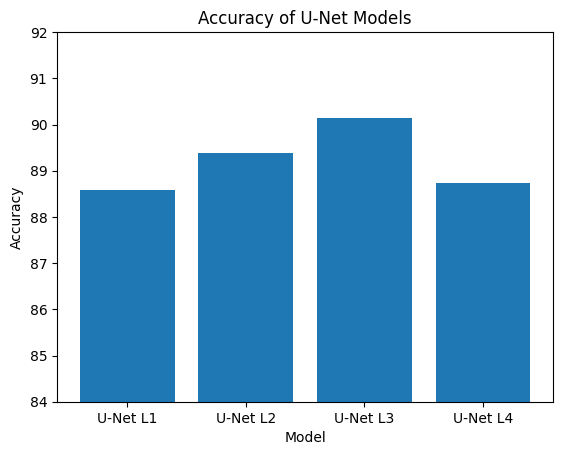 Accuracy of U-Net Models
92
91
90
89
88
87
86
85
84
Accuracy
U-Net L1 U-Net L2 U-Net L3 U-Net L4
Model